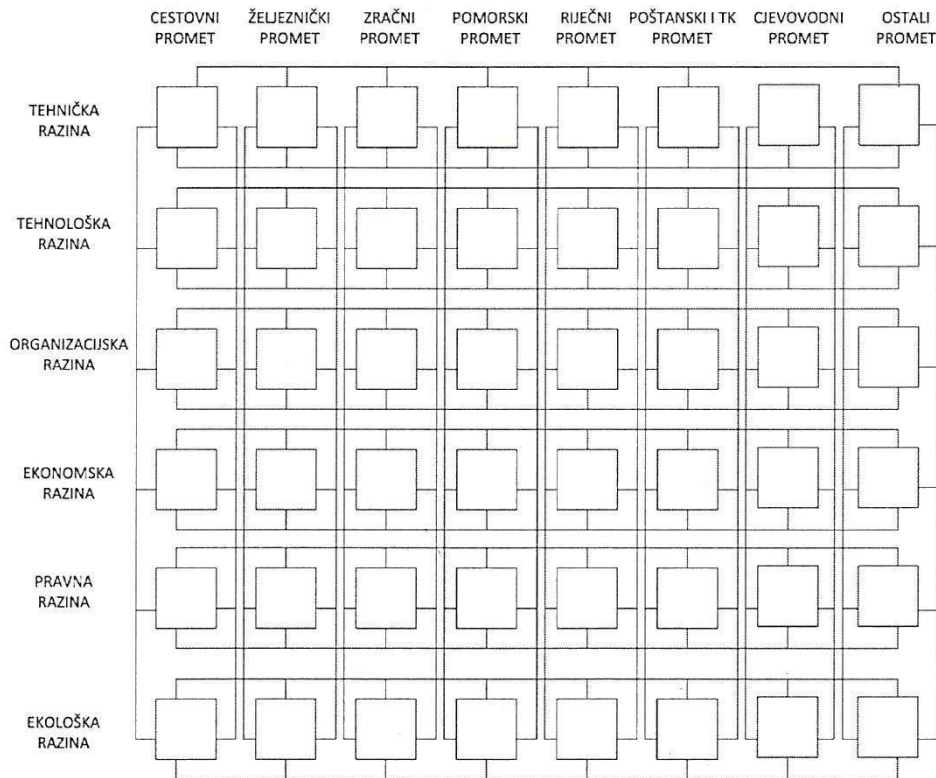 CESTOVNI ŽELJEZNIČKI ZRAČNI POMORSKI RIJEČNI POŠTANSKI I TK CJEVOVODNI OSTALI
PROMET PROMET PROMET PROMET PROMET PROMET PROMET PROMET
TEHNIČKA
RAZINA
TEHNOLOŠKA
RAZINA
ORGANIZACIJSKA
RAZINA
EKONOMSKA
RAZINA
PRAVNA
RAZINA
EKOLOŠKA
RAZINA